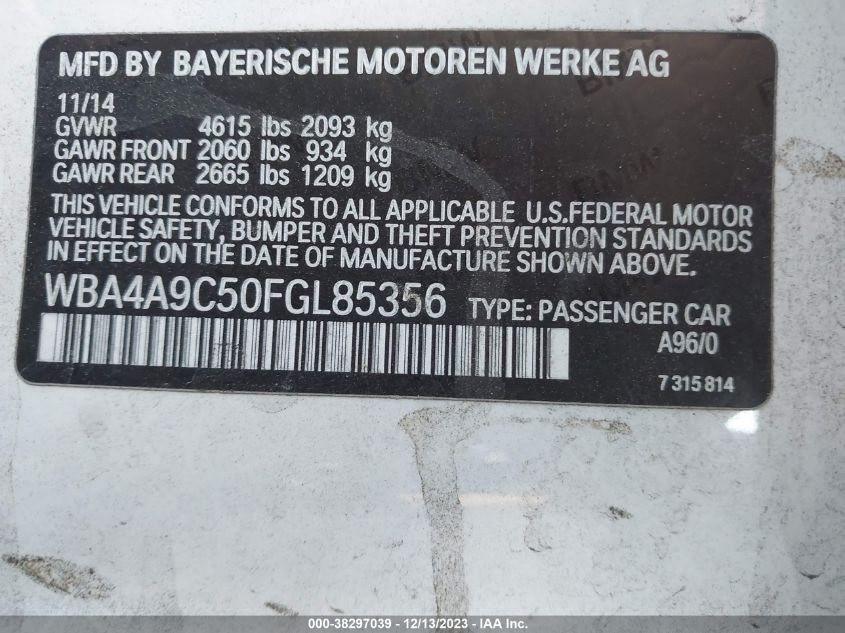 MFD BY BAYERISCHE MOTOREN WERKE AG
11/14
GVWR 4615 lbs 2093 kg
GAWR FRONT 2060 lbs 934 kg
GAWR REAR 2665 lbs 1209 kg
THIS VEHICLE CONFORMS TO ALL APPLICABLE U.S.FEDERAL MOTOR
VEHICLE SAFETY, BUMPER AND THEFT PREVENTION STANDARDS
IN EFFECT ON THE DATE OF MANUFACTURE SHOWN ABOVE.
WBA4A9C50FGL85356 TYPE: PASSENGER CAR
A96/0
7 315 814
000-38297039 - 12/13/2023 - IAA Inc.